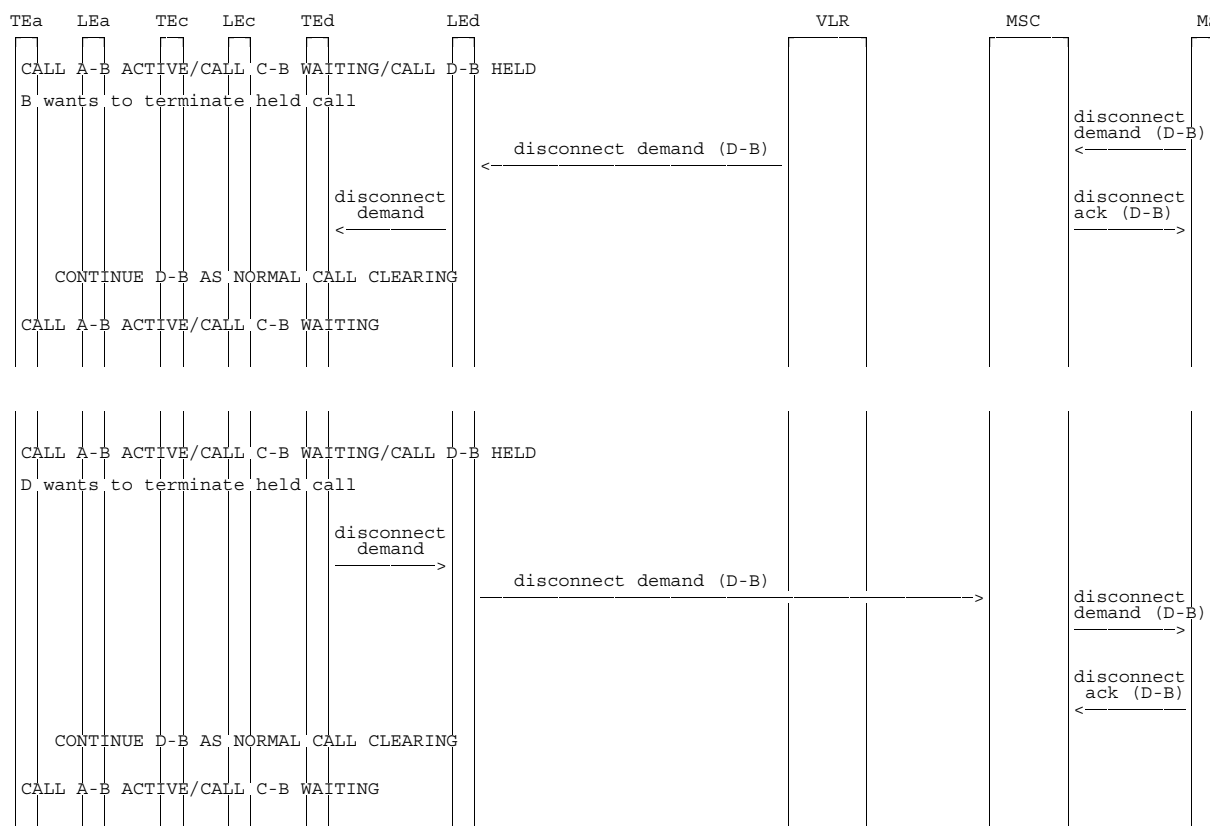 TEa LEa TEc LEc TEd LEd VLR MSC
CALL A-B ACTIVE/CALL C-B WAITING/CALL D-B HELD
B wants to terminate held call
disconnect
demand (D-B)
disconnect demand (D-B)
disconnect
demand
disconnect
ack (D-B)
CONTINUE D-B AS NORMAL CALL CLEARING
CALL A-B ACTIVE/CALL C-B WAITING
CALL A-B ACTIVE/CALL C-B WAITING/CALL D-B HELD
D wants to terminate held call
disconnect
demand
disconnect demand (D-B)
disconnect
demand (D-B)
disconnect
ack (D-B)
CONTINUE D-B AS NORMAL CALL CLEARING
CALL A-B ACTIVE/CALL C-B WAITING